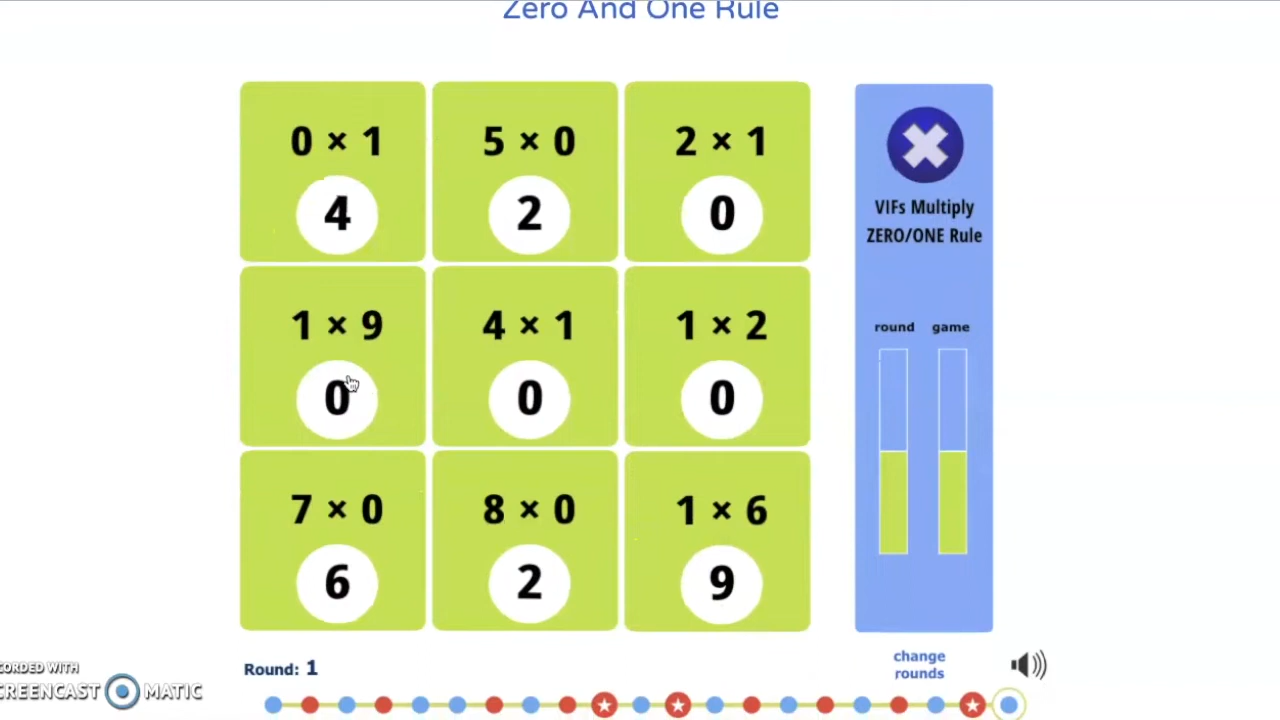 Zero And One Rule
0 × 1
5 × 0
2 × 1
4
2
0
1 × 9
4 × 1
1 × 2
0
0
0
7 × 0
8 × 0
1 × 6
6
2
9
VIFs Multiply
ZERO/ONE Rule
round game
Round: 1
change
rounds
CORDED WITH
CREENCAST MATIC